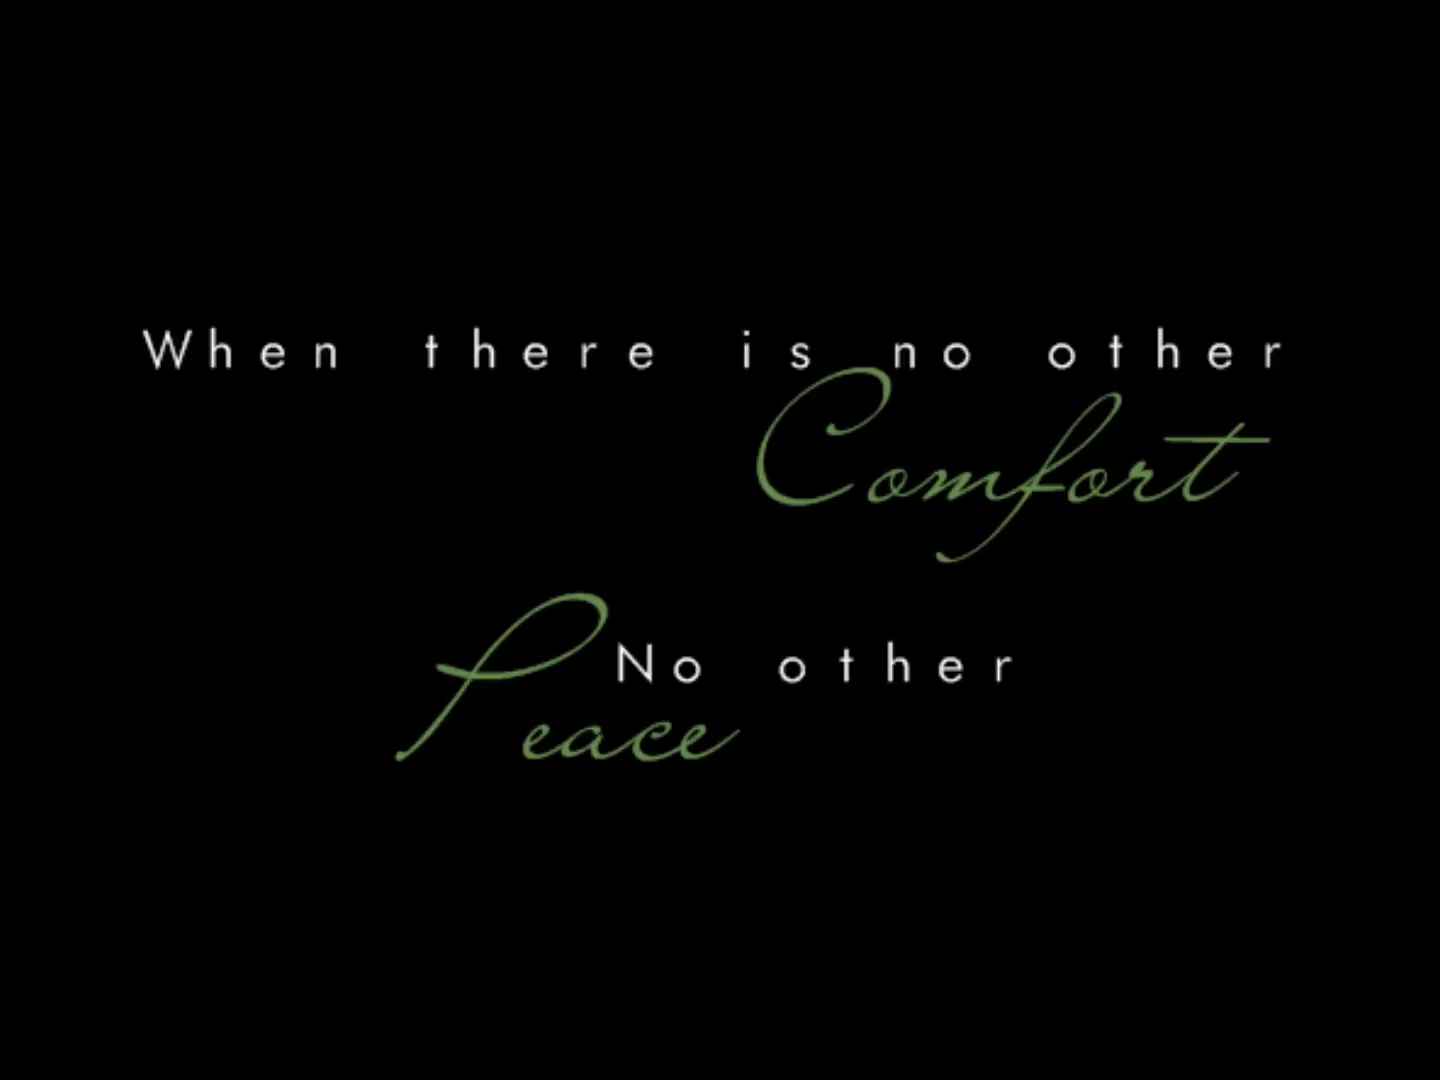 When there is no other
Comfort
No other
Peace